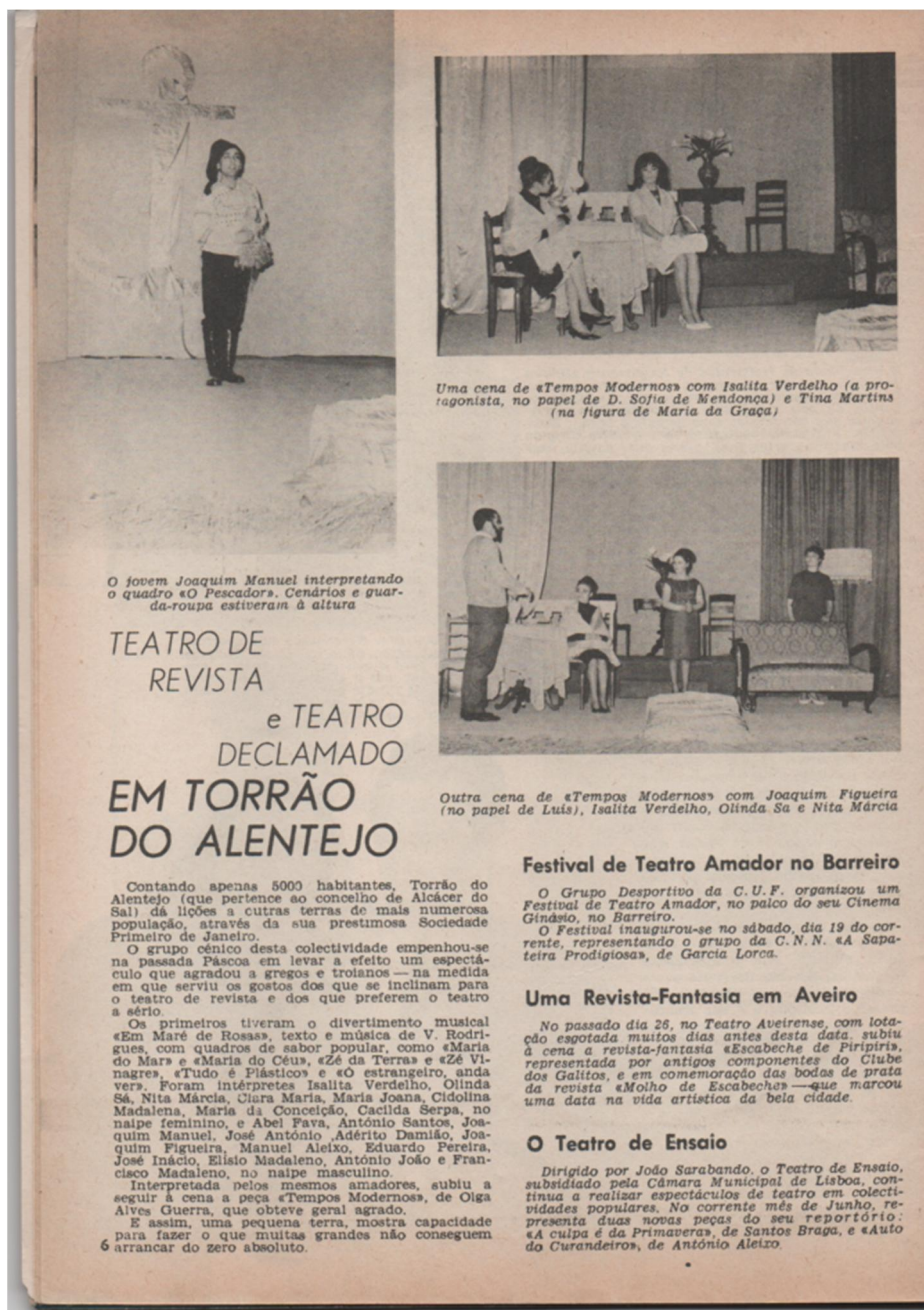 O jovem Joaquim Manuel interpretando
o quadro «O Pescador». Cenários e guar-
da-roupa estiveram à altura
Uma cena de «Tempos Modernos» com Isalita Verdelho (a pro-
tagonista, no papel de D. Sofia de Mendonça) e Tina Martins
(na figura de Maria da Graça)
Outra cena de «Tempos Modernos» com Joaquim Figueira
(no papel de Luís), Isalita Verdelho, Olinda Sa e Nita Márcia
TEATRO DE
REVISTA
e TEATRO
DECLAMADO
EM TORRÃO
DO ALENTEJO
Contando apenas 5000 habitantes, Torrão do
Alentejo (que pertence ao concelho de Alcácer do
Sal) dá lições a outras terras de mais numerosa
população, através da sua prestimosa Sociedade
Primeiro de Janeiro.
O grupo cénico desta colectividade empenhou-se
na passada Páscoa em levar a efeito um espectá-
culo que agradou a gregos e troianos — na medida
em que serviu os gostos dos que se inclinam para
o teatro de revista e dos que preferem o teatro
a sério.
Os primeiros tiveram o divertimento musical
«Em Maré de Rosas», texto e música de V. Rodri-
gues, com quadros de sabor popular, como «Maria
do Mar» e «Maria do Céu», «Zé da Terra» e «Zé Vi-
nagre», «Tudo é Plástico» e «Ó estrangeiro, anda
ver». Foram intérpretes Isalita Verdelho, Olinda
Sá, Nita Márcia, Clara Maria, Maria Joana, Cidolina
Madalena, Maria da Conceição, Cacilda Serpa, no
naipe feminino, e Abel Fava, António Santos, Joa-
quim Manuel, José António ,Adérito Damião, Joa-
quim Figueira, Manuel Aleixo, Eduardo Pereira,
José Inácio, Elísio Madaleno, António João e Fran-
cisco Madaleno, no naipe masculino.
Interpretada pelos mesmos amadores, subiu a
seguir à cena a peça «Tempos Modernos», de Olga
Alves Guerra, que obteve geral agrado.
E assim, uma pequena terra, mostra capacidade
para fazer o que muitas grandes não conseguem
arrancar do zero absoluto.
6
Festival de Teatro Amador no Barreiro
O Grupo Desportivo da C. U. F. organizou um
Festival de Teatro Amador, no palco do seu Cinema
Ginásio, no Barreiro.
O Festival inaugurou-se no sábado, dia 19 do cor-
rente, representando o grupo da C. N. N. «A Sapa-
teira Prodigiosa», de Garcia Lorca.
Uma Revista-Fantasia em Aveiro
No passado dia 26, no Teatro Aveirense, com lota-
ção esgotada muitos dias antes desta data, subiu
à cena a revista-fantasia «Escabeche de Piripiri»,
representada por antigos componentes do Clube
dos Galitos, e em comemoração das bodas de prata
da revista «Molho de Escabeche» — que marcou
uma data na vida artística da bela cidade.
O Teatro de Ensaio
Dirigido por João Sarabando, o Teatro de Ensaio,
subsidiado pela Câmara Municipal de Lisboa, con-
tinua a realizar espectáculos de teatro em colecti-
vidades populares. No corrente mês de Junho, re-
presenta duas novas peças do seu reportório:
«A culpa é da Primavera», de Santos Braga, e «Auto
do Curandeiro», de António Aleixo.